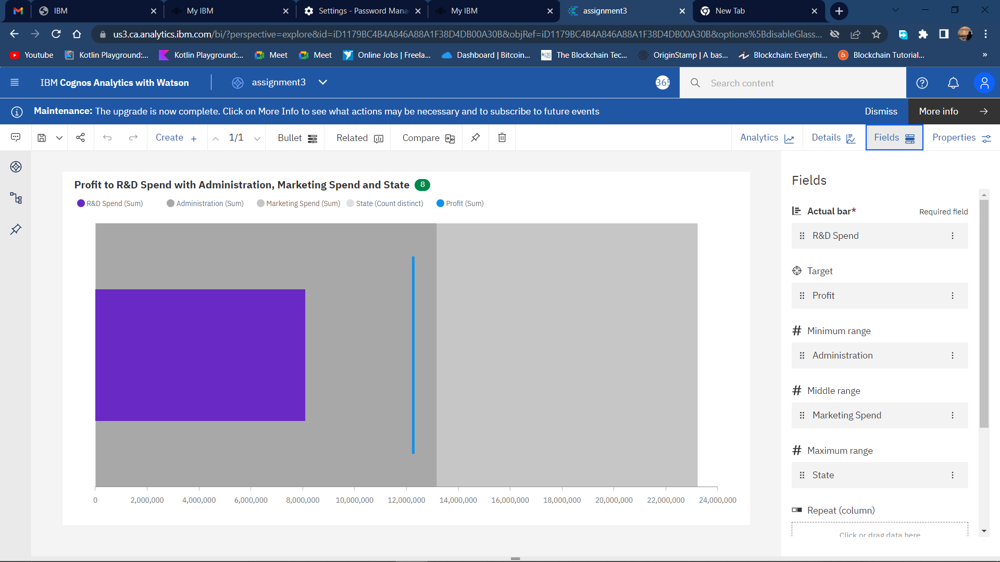 IBM
My IBM
Settings - Password Mana
My IBM
assignment3
New Tab
us3.ca.analytics.ibm.com/bi/?perspective=explore&id=iD1179BC4B4A846A88A1F38D4DB00A30B&objRef=iD1179BC4B4A846A88A1F38D4DB00A30B&options%5BdisableGlass...
Youtube
Kotlin Playground:...
Kotlin Playground:...
Meet
Meet
Online Jobs | Freela...
Dashboard | Bitcoin...
The Blockchain Tec...
OriginStamp | A bas...
Blockchain: Everythi...
Blockchain Tutorial...
»
IBM Cognos Analytics with Watson
assignment3
365
Search content
Maintenance: The upgrade is now complete. Click on More Info to see what actions may be necessary and to subscribe to future events
Dismiss
More info
Create +
1/1
Bullet
Related
Compare
Analytics
Details
Fields
Properties
Profit to R&D Spend with Administration, Marketing Spend and State 8
R&D Spend (Sum)
Administration (Sum)
Marketing Spend (Sum)
State (Count distinct)
Profit (Sum)
0
2,000,000
4,000,000
6,000,000
8,000,000
10,000,000
12,000,000
14,000,000
16,000,000
18,000,000
20,000,000
22,000,000
24,000,000
Fields
Actual bar*
Required field
R&D Spend
Target
Profit
# Minimum range
Administration
# Middle range
Marketing Spend
# Maximum range
State
Repeat (column)
Click or drag data here